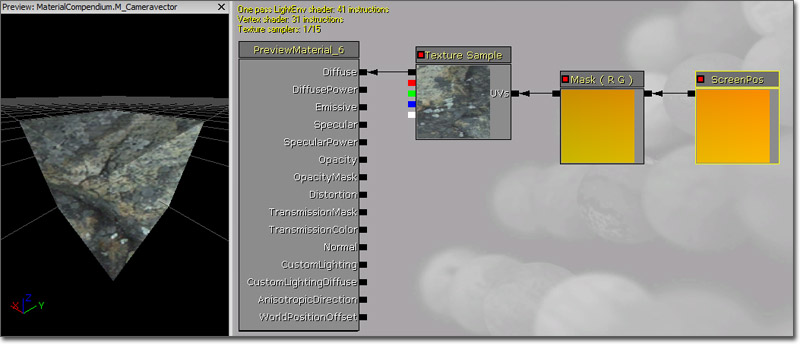 Preview: MaterialCompendium.M_Cameravector
X
Z
Y
One pass LightEnv shader: 41 instructions
Vertex shader: 31 instructions
Texture samplers: 1/15
PreviewMaterial_6
Diffuse
DiffusePower
Emissive
Specular
SpecularPower
Opacity
OpacityMask
Distortion
TransmissionMask
TransmissionColor
Normal
CustomLighting
CustomLightingDiffuse
AnisotropicDirection
WorldPositionOffset
Texture Sample
UVs
Mask ( R G )
ScreenPos